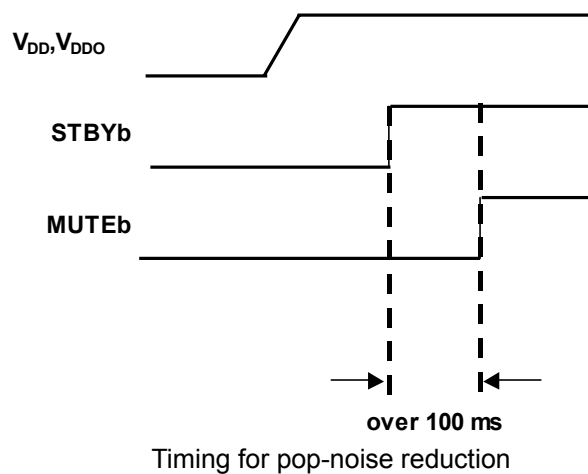 VDD,VDDO
STBYb
MUTEb
over 100 ms
Timing for pop-noise reduction